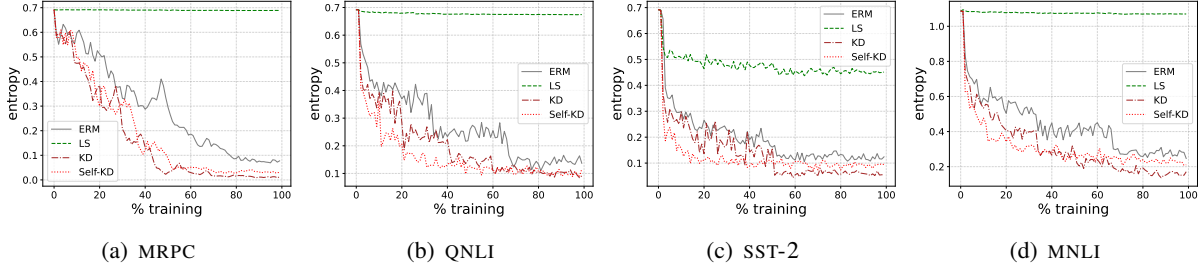 0.7
0.6
0.5
0.4
0.3
0.2
0.1
0.0
entropy
ERM
LS
KD
Self-KD
0 20 40 60 80 100
% training
(a) MRPC
0.7
0.6
0.5
0.4
0.3
0.2
0.1
entropy
ERM
LS
KD
Self-KD
0 20 40 60 80 100
% training
(b) QNLI
0.7
0.6
0.5
0.4
0.3
0.2
0.1
entropy
ERM
LS
KD
Self-KD
0 20 40 60 80 100
% training
(c) SST-2
1.0
0.8
0.6
0.4
0.2
entropy
ERM
LS
KD
Self-KD
0 20 40 60 80 100
% training
(d) MNLI